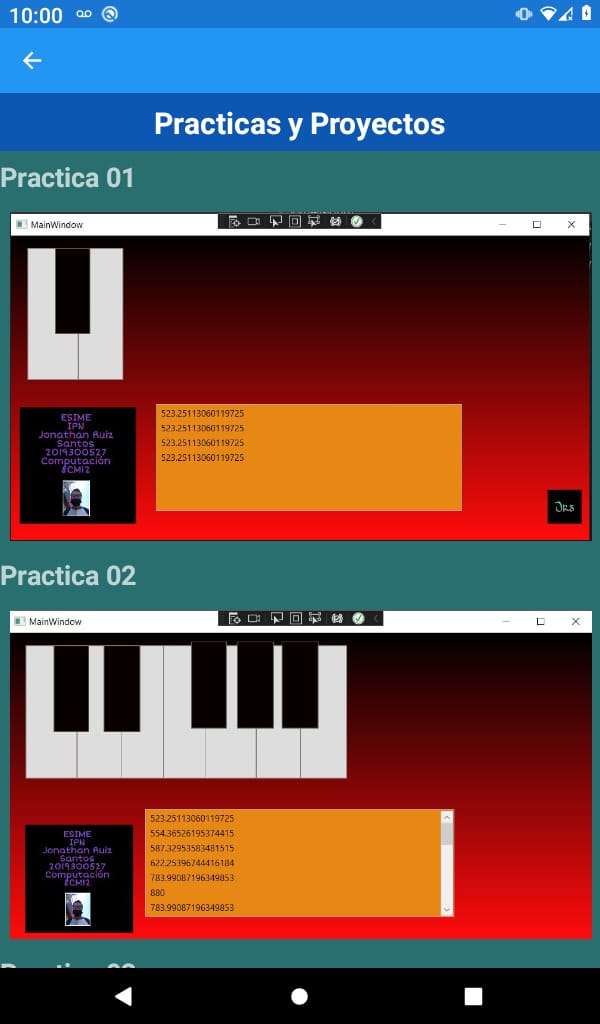 10:00
Practicas y Proyectos
Practica 01
MainWindow
ESIME
IPN
Jonathan Ruiz
Santos
2019300527
Computación
8CM12
523.25113060119725
523.25113060119725
523.25113060119725
523.25113060119725
JRS
Practica 02
MainWindow
ESIME
IPN
Jonathan Ruiz
Santos
2019300527
Computación
8CM12
523.25113060119725
554.36526195374415
587.32953583481515
622.25396744416184
783.99087196349853
880
783.99087196349853